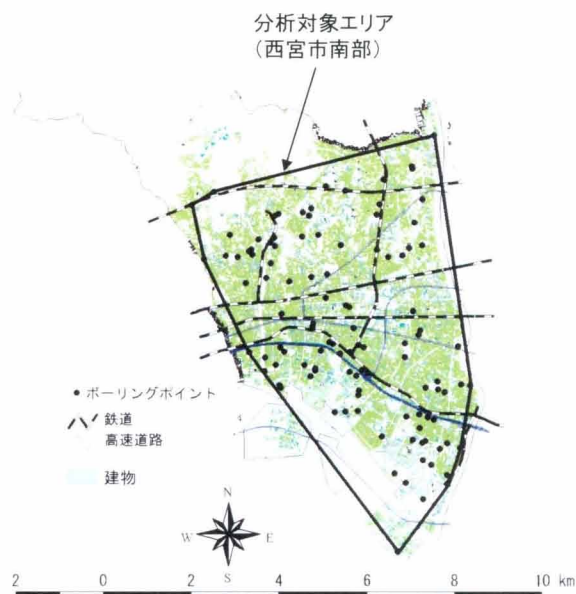 分析対象エリア
(西宮市南部)
ボーリングポイント
鉄道
高速道路
建物
N
W E
S
2 0 2 4 6 8 10 km